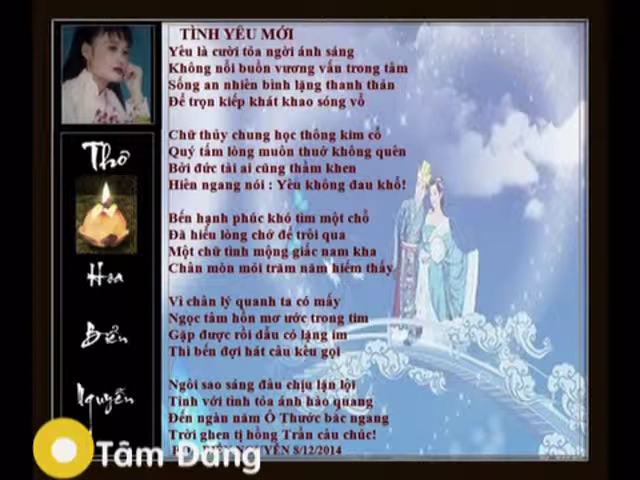 TÌNH YÊU MỚI
Yêu là cười tỏa ngời ánh sáng
Không nỗi buồn vương vấn trong tâm
Sống an nhiên bình lặng thanh thản
Để trọn kiếp khát khao sóng vỗ
Chữ thủy chung học thông kim cổ
Quý tấm lòng muôn thuở không quên
Bởi đức tài ai cũng thầm khen
Hiên ngang nói : Yêu không đau khổ!
Bến hạnh phúc khó tìm một chỗ
Đã hiểu lòng chớ để trôi qua
Một chữ tình mộng giấc nam kha
Chân mòn mỏi trăm năm hiếm thấy
Vì chân lý quanh ta có mấy
Ngọc tâm hồn mơ ước trong tim
Gặp được rồi dẫu có lặng im
Thì bến đợi hát câu kêu gọi
Ngôi sao sáng đâu chịu lặn lội
Tình với tình tỏa ánh hào quang
Đến ngàn năm Ô Thước bắc ngang
Trời ghen tị hồng Trần cầu chúc!
NGUYỄN 8/12/2014
Thơ
Hoa
Biển
Nguyễn
Tâm Đăng